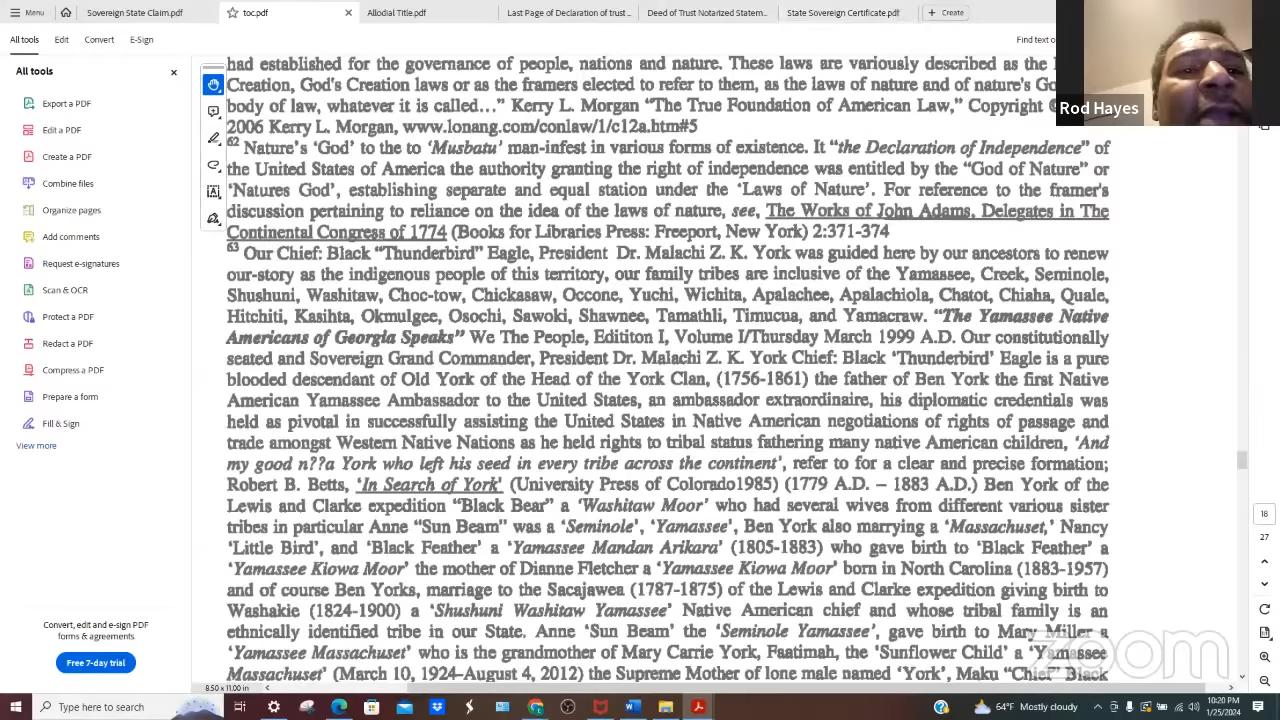 Menu
Sovereign State Claim.pdf
toc.pdf
Allodial Title.pdf
Last Page of Declaration of trust ...
Deed of Trust Notarized Statem...
State Sovereign Certificate.pdf
Create
All tools
Edit
Convert
E-Sign
Find text o
Rod Hayes
All tools
Export a PDF
Edit a PDF
Create a PDF
Combine files
Organize pages
Add comments
Request e-signatures
Scan & OCR
Protect a PDF
Redact a PDF
Compress a PDF
Prepare a form
Fill & Sign
View more
Convert, edit and e-sign PDF
forms & agreements.
Free 7-day trial
had established for the governance of people, nations and nature. These laws are variously described as the
Creation, God's Creation laws or as the framers elected to refer to them, as the laws of nature and of nature's Go
body of law, whatever it is called…” Kerry L. Morgan “The True Foundation of American Law,” Copyright
2006 Kerry L. Morgan, www.lonang.com/conlaw/1/c12a.htm#5
62 Nature's ‘God’ to the to ‘Musbatu’ man-infest in various forms of existence. It “the Declaration of Independence” of
the United States of America the authority granting the right of independence was entitled by the “God of Nature” or
‘Natures God’, establishing separate and equal station under the ‘Laws of Nature’. For reference to the framer's
discussion pertaining to reliance on the idea of the laws of nature, see, The Works of John Adams, Delegates in The
Continental Congress of 1774 (Books for Libraries Press: Freeport, New York) 2:371-374
63 Our Chief: Black “Thunderbird” Eagle, President Dr. Malachi Z. K. York was guided here by our ancestors to renew
our-story as the indigenous people of this territory, our family tribes are inclusive of the Yamassee, Creek, Seminole,
Shushuni, Washitaw, Choc-tow, Chickasaw, Occone, Yuchi, Wichita, Apalachee, Apalachiola, Chatot, Chiaha, Quale,
Hitchiti, Kasihta, Okmulgee, Osochi, Sawoki, Shawnee, Tamathli, Timucua, and Yamacraw. “The Yamassee Native
Americans of Georgia Speaks” We The People, Edititon I, Volume I/Thursday March 1999 A.D. Our constitutionally
seated and Sovereign Grand Commander, President Dr. Malachi Z. K. York Chief: Black ‘Thunderbird’ Eagle is a pure
blooded descendant of Old York of the Head of the York Clan, (1756-1861) the father of Ben York the first Native
American Yamassee Ambassador to the United States, an ambassador extraordinaire, his diplomatic credentials was
held as pivotal in successfully assisting the United States in Native American negotiations of rights of passage and
trade amongst Western Native Nations as he held rights to tribal status fathering many native American children, ‘And
my good n??a York who left his seed in every tribe across the continent’, refer to for a clear and precise formation;
Robert B. Betts, ‘In Search of York’ (University Press of Colorado1985) (1779 A.D. – 1883 A.D.) Ben York of the
Lewis and Clarke expedition “Black Bear” a ‘Washitaw Moor’ who had several wives from different various sister
tribes in particular Anne “Sun Beam” was a ‘Seminole’, ‘Yamassee’, Ben York also marrying a ‘Massachuset,’ Nancy
‘Little Bird’, and ‘Black Feather’ a ‘Yamassee Mandan Arikara’ (1805-1883) who gave birth to ‘Black Feather’ a
‘Yamassee Kiowa Moor’ the mother of Dianne Fletcher a ‘Yamassee Kiowa Moor’ born in North Carolina (1883-1957)
and of course Ben Yorks, marriage to the Sacajawea (1787-1875) of the Lewis and Clarke expedition giving birth to
Washakie (1824-1900) a ‘Shushuni Washitaw Yamassee’ Native American chief and whose tribal family is an
ethnically identified tribe in our State. Anne ‘Sun Beam’ the ‘Seminole Yamassee’, gave birth to Mary Miller a
‘Yamassee Massachuset’ who is the grandmother of Mary Carrie York, Faatimah, the ‘Sunflower Child’ a ‘Yamassee
Massachuset’ (March 10, 1924-August 4, 2012) the Supreme Mother of lone male named ‘York’, Maku “Chief” Black
zoom
18
27
8.50 x 11.00 in
Type here to search
64°F Mostly cloudy
10:20 PM
1/25/2024